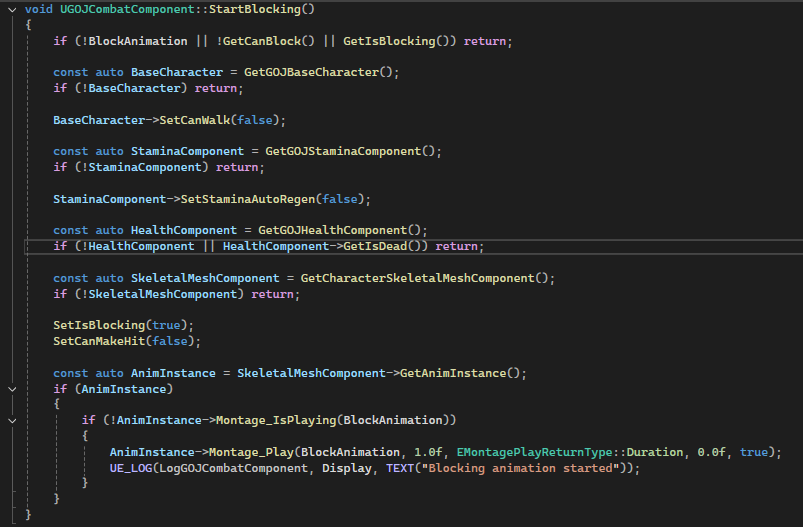 void UGOJCombatComponent::StartBlocking()
{
if (!BlockAnimation || !GetCanBlock() || GetIsBlocking()) return;
const auto BaseCharacter = GetGOJBaseCharacter();
if (!BaseCharacter) return;
BaseCharacter->SetCanWalk(false);
const auto StaminaComponent = GetGOJStaminaComponent();
if (!StaminaComponent) return;
StaminaComponent->SetStaminaAutoRegen(false);
const auto HealthComponent = GetGOJHealthComponent();
if (!HealthComponent || HealthComponent->GetIsDead()) return;
const auto SkeletalMeshComponent = GetCharacterSkeletalMeshComponent();
if (!SkeletalMeshComponent) return;
SetIsBlocking(true);
SetCanMakeHit(false);
const auto AnimInstance = SkeletalMeshComponent->GetAnimInstance();
if (AnimInstance)
{
if (!AnimInstance->Montage_IsPlaying(BlockAnimation))
{
AnimInstance->Montage_Play(BlockAnimation, 1.0f, EMontagePlayReturnType::Duration, 0.0f, true);
UE_LOG(LogGOJCombatComponent, Display, TEXT("Blocking animation started"));
}
}
}